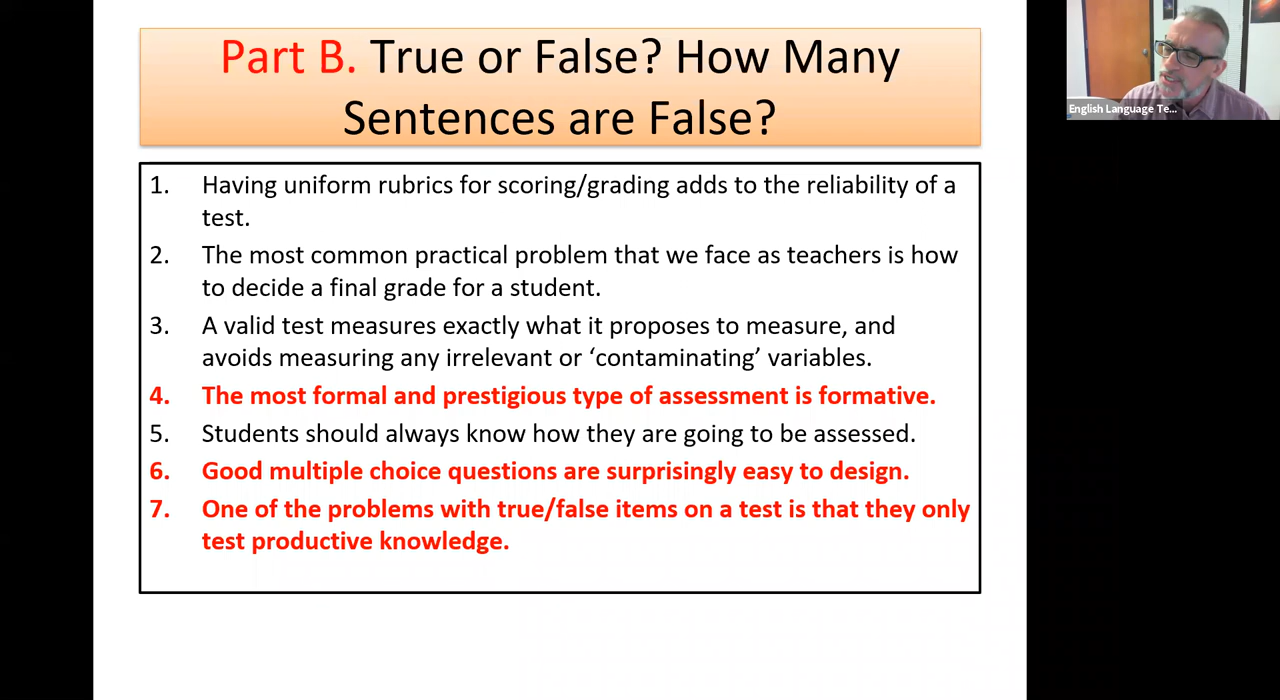 Part B. True or False? How Many
Sentences are False?
English Language Te...
1. Having uniform rubrics for scoring/grading adds to the reliability of a
test.
2. The most common practical problem that we face as teachers is how
to decide a final grade for a student.
3. A valid test measures exactly what it proposes to measure, and
avoids measuring any irrelevant or ‘contaminating’ variables.
4. The most formal and prestigious type of assessment is formative.
5. Students should always know how they are going to be assessed.
6. Good multiple choice questions are surprisingly easy to design.
7. One of the problems with true/false items on a test is that they only
test productive knowledge.